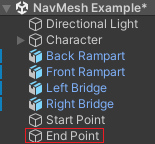 NavMesh Example*
Directional Light
Character
Back Rampart
Front Rampart
Left Bridge
Right Bridge
Start Point
End Point